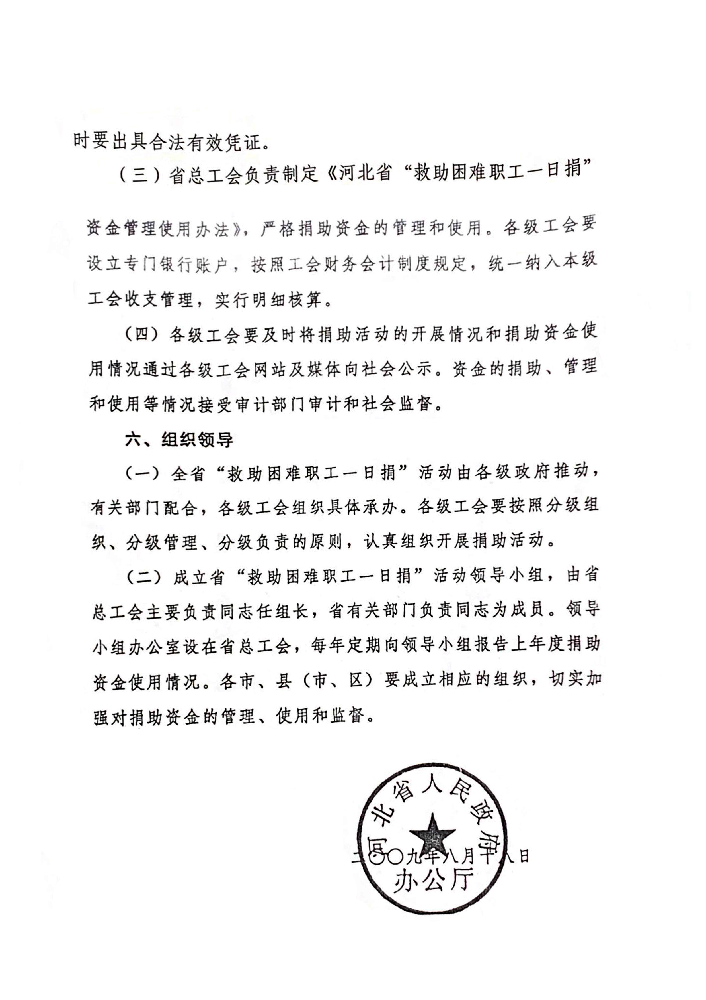 时要出具合法有效凭证。
（三）省总工会负责制定《河北省“救助困难职工一日捐”
资金管理使用办法》，严格捐助资金的管理和使用。各级工会要
设立专门银行账户，按照工会财务会计制度规定，统一纳入本级
工会收支管理，实行明细核算。
（四）各级工会要及时将捐助活动的开展情况和捐助资金使
用情况通过各级工会网站及媒体向社会公示。资金的捐助、管理
和使用等情况接受审计部门审计和社会监督。
六、组织领导
（一）全省“救助困难职工一日捐”活动由各级政府推动，
有关部门配合，各级工会组织具体承办。各级工会要按照分级组
织、分级管理、分级负责的原则，认真组织开展捐助活动。
（二）成立省“救助困难职工一日捐”活动领导小组，由省
总工会主要负责同志任组长，省有关部门负责同志为成员。领导
小组办公室设在省总工会，每年定期向领导小组报告上年度捐助
资金使用情况。各市、县（市、区）要成立相应的组织，切实加
强对捐助资金的管理、使用和监督。
河北省人民政府
二〇〇九年八月十八日
办公厅